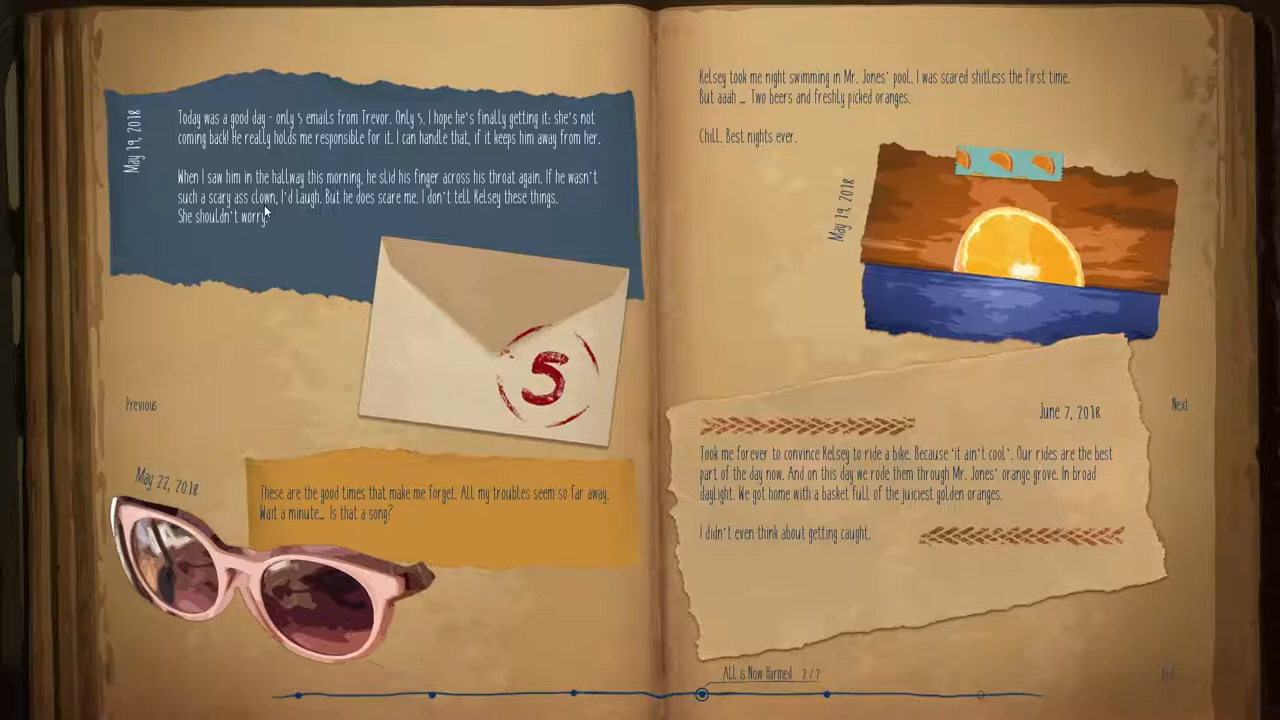 May 19, 2018
Today was a good day - only 5 emails from Trevor. Only 5. I hope he's finally getting it: she's not
coming back! He really holds me responsible for it. I can handle that, if it keeps him away from her.
When I saw him in the hallway this morning, he slid his finger across his throat again. If he wasn't
such a scary ass clown, I'd laugh. But he does scare me. I don't tell Kelsey these things.
She shouldn't worry.
5
Previous
May 22, 2018
These are the good times that make me forget. All my troubles seem so far away.
Wait a minute... Is that a song?
Kelsey took me night swimming in Mr. Jones' pool. I was scared shitless the first time.
But aaah ... Two beers and freshly picked oranges.
Chill. Best nights ever.
May 19, 2018
June 7, 2018
Next
Took me forever to convince Kelsey to ride a bike. Because 'it ain't cool'. Our rides are the best
part of the day now. And on this day we rode them through Mr. Jones' orange grove. In broad
daylight. We got home with a basket full of the juiciest golden oranges.
I didn't even think about getting caught.
All is Now Harmed 2 / 2